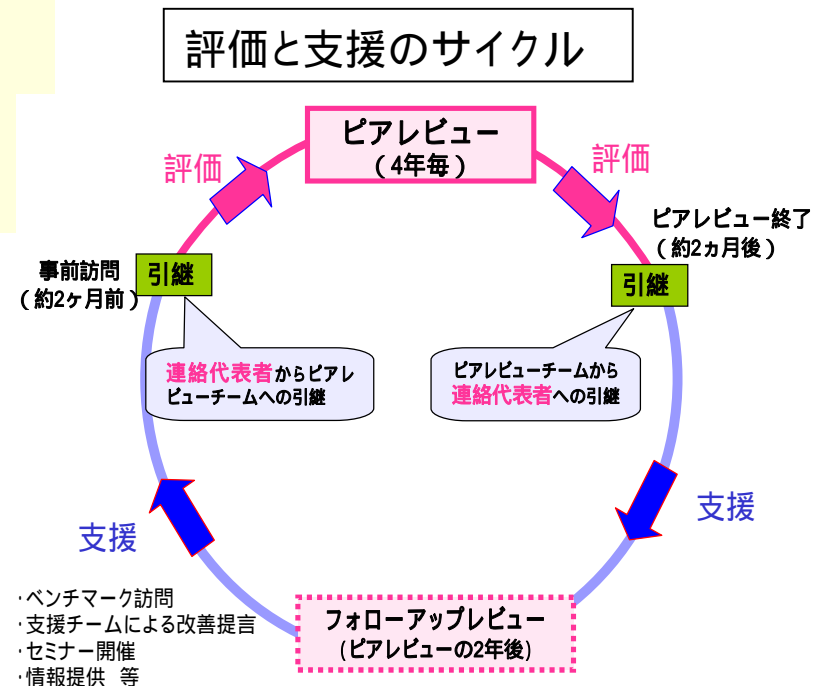 評価と支援のサイクル
ピアレビュー
（4年毎）
評価
評価
ピアレビュー終了
（約2ヵ月後）
事前訪問
（約2ヶ月前）
引継
引継
連絡代表者からピアレ
ビューチームへの引継
ピアレビューチームから
連絡代表者への引継
支援
支援
・ベンチマーク訪問
・支援チームによる改善提言
・セミナー開催
・情報提供 等
フォローアップレビュー
(ピアレビューの2年後)